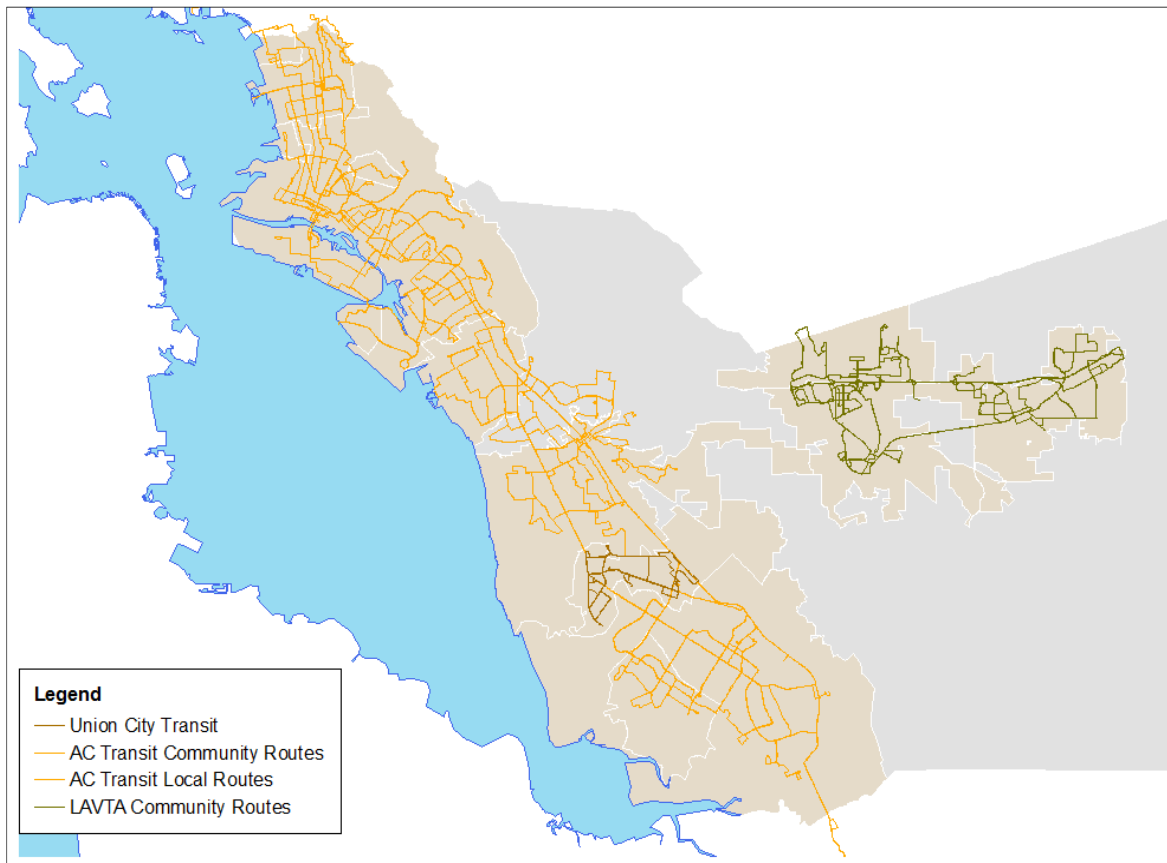 Legend
Union City Transit
AC Transit Community Routes
AC Transit Local Routes
LAVTA Community Routes